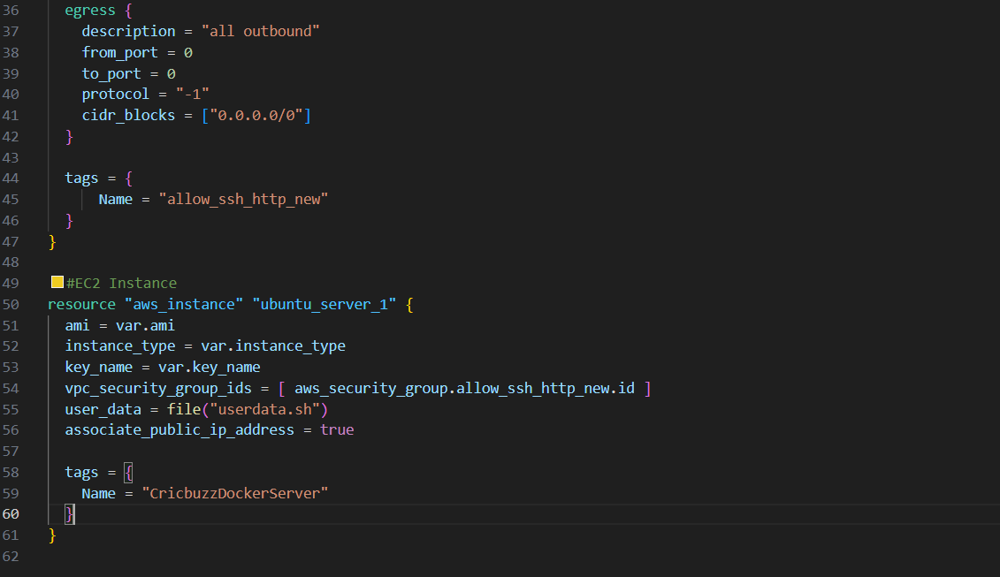 36 egress {
37 description = "all outbound"
38 from_port = 0
39 to_port = 0
40 protocol = "-1"
41 cidr_blocks = ["0.0.0.0/0"]
42 }
43
44 tags = {
45 Name = "allow_ssh_http_new"
46 }
47 }
48
49 #EC2 Instance
50 resource "aws_instance" "ubuntu_server_1" {
51 ami = var.ami
52 instance_type = var.instance_type
53 key_name = var.key_name
54 vpc_security_group_ids = [ aws_security_group.allow_ssh_http_new.id ]
55 user_data = file("userdata.sh")
56 associate_public_ip_address = true
57
58 tags = {
59 Name = "CricbuzzDockerServer"
60 }
61 }
62